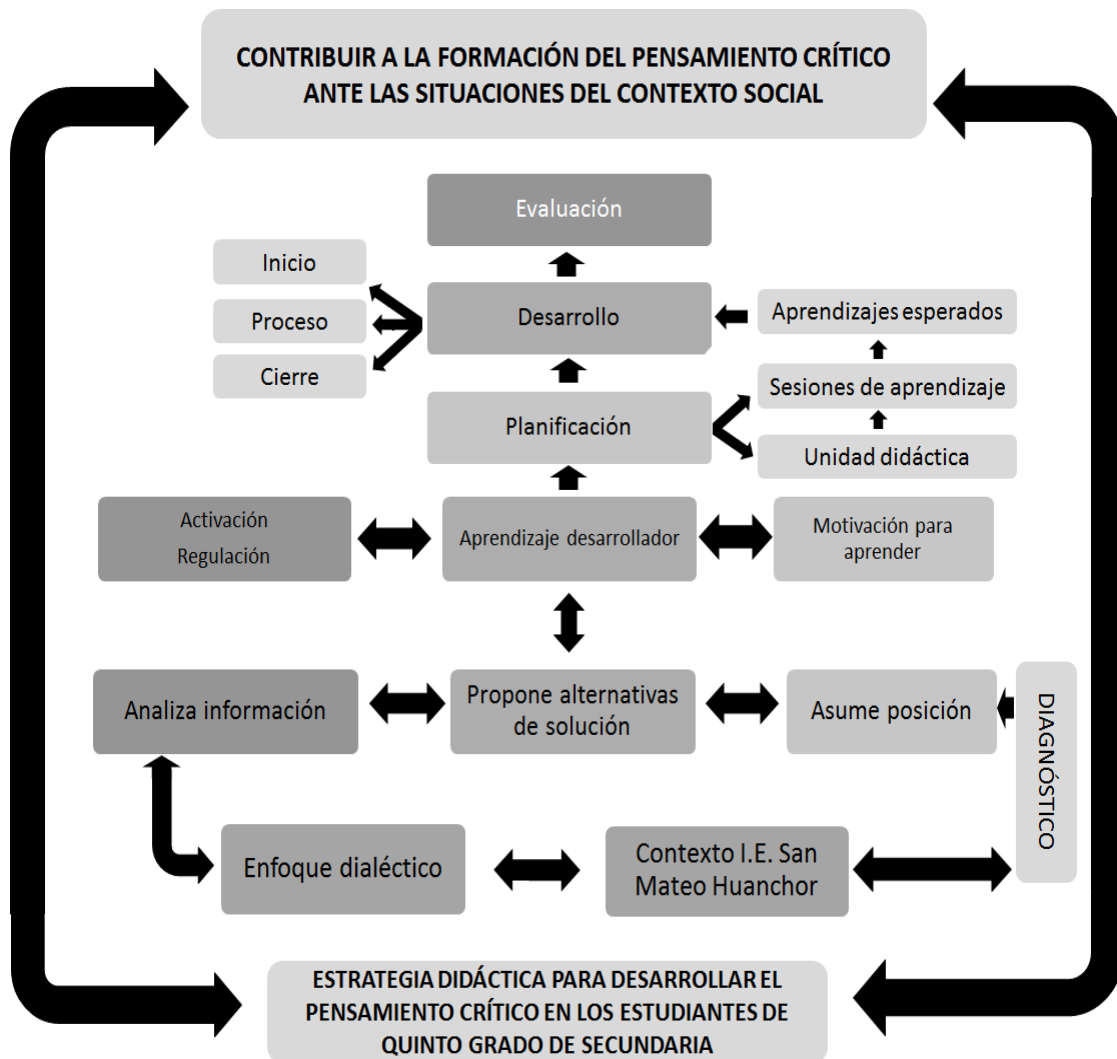 CONTRIBUIR A LA FORMACIÓN DEL PENSAMIENTO CRÍTICO
ANTE LAS SITUACIONES DEL CONTEXTO SOCIAL
Evaluación
Inicio
Proceso
Cierre
Desarrollo
Aprendizajes esperados
Sesiones de aprendizaje
Unidad didáctica
Planificación
Activación
Regulación
Aprendizaje desarrollador
Motivación para
aprender
Analiza información
Propone alternativas
de solución
Asume posición
DIAGNÓSTICO
Enfoque dialéctico
Contexto I.E. San
Mateo Huanchor
ESTRATEGIA DIDÁCTICA PARA DESARROLLAR EL
PENSAMIENTO CRÍTICO EN LOS ESTUDIANTES DE
QUINTO GRADO DE SECUNDARIA